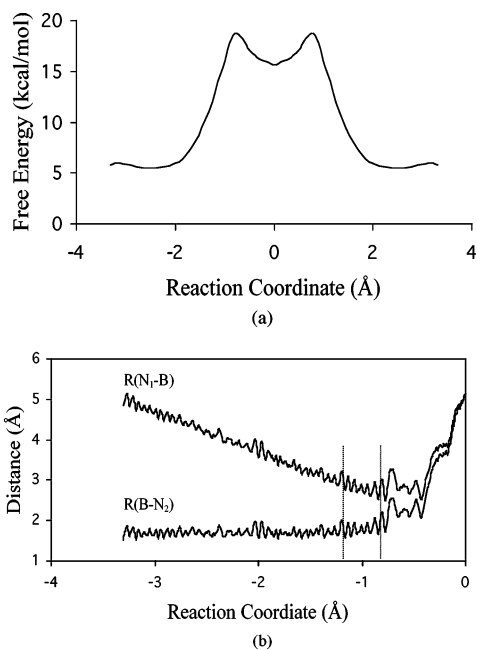 20
15
10
5
0
Free Energy (kcal/mol)
-4 -2 0 2 4
Reaction Coordinate (Å)
(a)
6
5
4
3
2
1
Distance (Å)
R(N₁-B)
R(B-N₂)
-4 -3 -2 -1 0
Reaction Coordiate (Å)
(b)